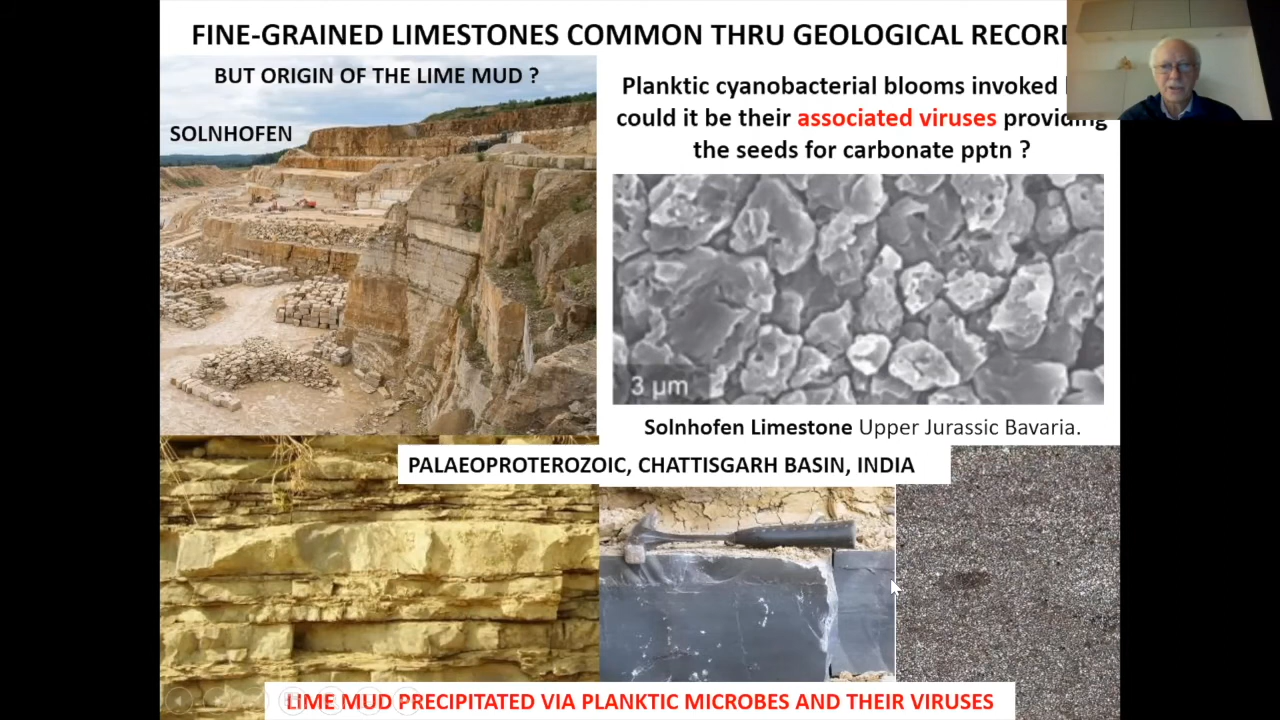 FINE-GRAINED LIMESTONES COMMON THRU GEOLOGICAL RECOR
BUT ORIGIN OF THE LIME MUD ?
SOLNHOFEN
Planktic cyanobacterial blooms invoked
could it be their associated viruses providing
the seeds for carbonate pptn ?
3 μm
Solnhofen Limestone Upper Jurassic Bavaria.
PALAEOPROTEROZOIC, CHATTISGARH BASIN, INDIA
LIME MUD PRECIPITATED VIA PLANKTIC MICROBES AND THEIR VIRUSES